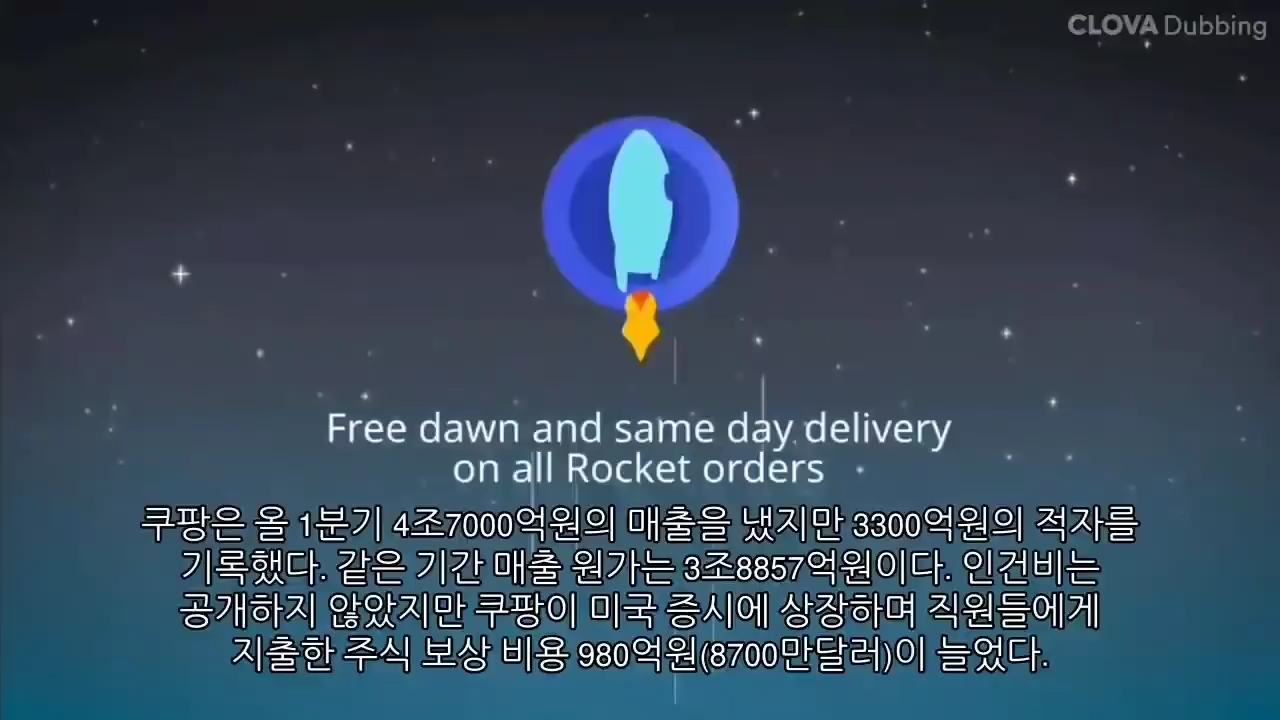 CLOVA Dubbing
Free dawn and same day delivery
on all Rocket orders
쿠팡은 올 1분기 4조7000억원의 매출을 냈지만 3300억원의 적자를
기록했다. 같은 기간 매출 원가는 3조8857억원이다. 인건비는
공개하지 않았지만 쿠팡이 미국 증시에 상장하며 직원들에게
지출한 주식 보상 비용 980억원(8700만달러)이 늘었다.